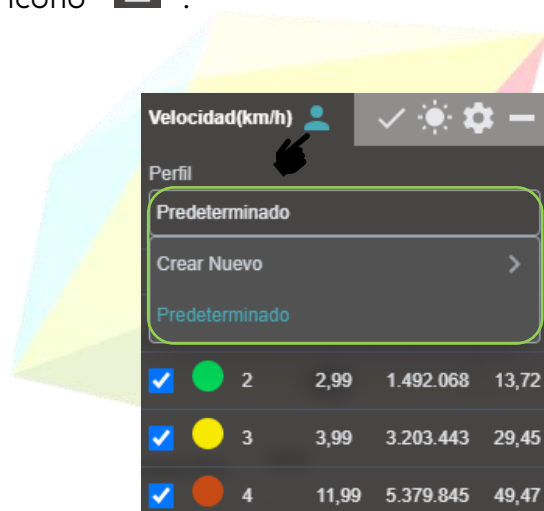 icono " ".
Velocidad(km/h)
Perfil
Predeterminado
Crear Nuevo
Predeterminado
2 2,99 1.492.068 13,72
3 3,99 3.203.443 29,45
4 11,99 5.379.845 49,47